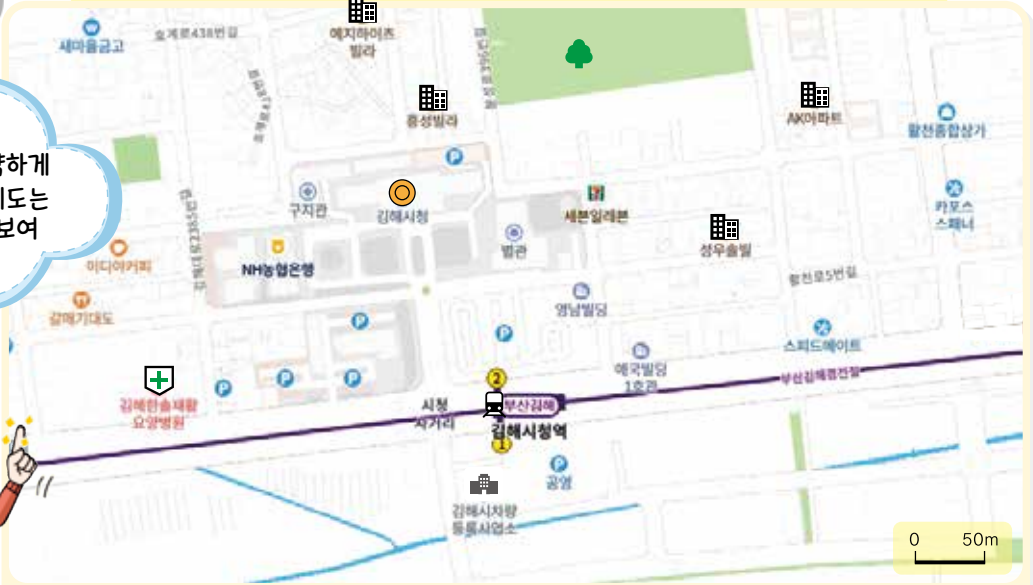 새마을금고
호계로438번길
예지하이츠
빌라
흥성빌라
AK아파트
활천종합상가
하게
도는
보여
P
구지관
김해시청
세븐일레븐
카포스
스패너
별관
성우솔빌
이디야커피
NH농협은행
활천로5번길
갈매기대도
영남빌딩
P
P
스피드메이트
애국빌딩
1호관
P
P
P
2
부산김해경전철
김해한솔재활
요양병원
시청
사거리
부산김해
김해시청역
1
P
공영
김해시차량
등록사업소
0 50m